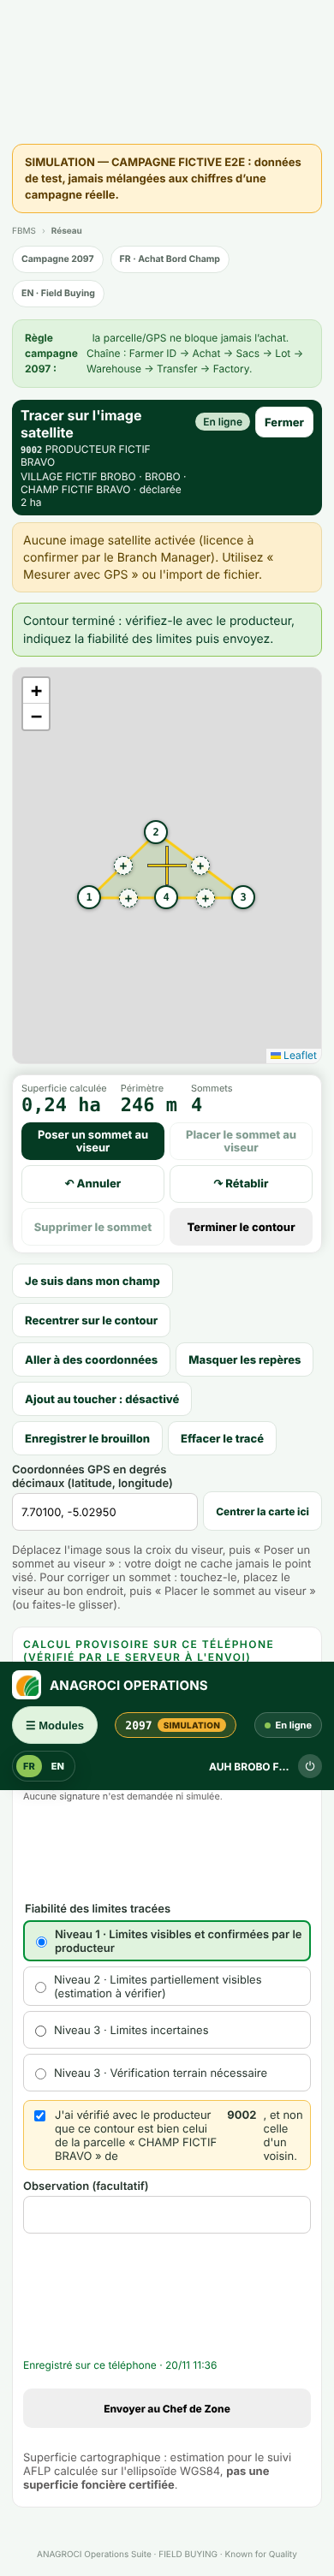 SIMULATION — CAMPAGNE FICTIVE E2E : données
de test, jamais mélangées aux chiffres d'une
campagne réelle.
FBMS › Réseau
Campagne 2097
FR · Achat Bord Champ
EN · Field Buying
Règle campagne 2097 :
la parcelle/GPS ne bloque jamais l'achat.
Chaîne : Farmer ID → Achat → Sacs → Lot →
Warehouse → Transfer → Factory.
Tracer sur l'image
satellite
En ligne
Fermer
9002 PRODUCTEUR FICTIF
BRAVO
VILLAGE FICTIF BROBO · BROBO ·
CHAMP FICTIF BRAVO · déclarée
2 ha
Aucune image satellite activée (licence à
confirmer par le Branch Manager). Utilisez «
Mesurer avec GPS » ou l'import de fichier.
Contour terminé : vérifiez-le avec le producteur,
indiquez la fiabilité des limites puis envoyez.
+
−
2
+ +
1 + 4 + 3
Leaflet
Superficie calculée Périmètre Sommets
0,24 ha 246 m 4
Poser un sommet au
viseur
Placer le sommet au
viseur
↶ Annuler
↷ Rétablir
Supprimer le sommet
Terminer le contour
Je suis dans mon champ
Recentrer sur le contour
Aller à des coordonnées
Masquer les repères
Ajout au toucher : désactivé
Enregistrer le brouillon
Effacer le tracé
Coordonnées GPS en degrés
décimaux (latitude, longitude)
7.70100, -5.02950
Centrer la carte ici
Déplacez l'image sous la croix du viseur, puis « Poser un
sommet au viseur » : votre doigt ne cache jamais le point
visé. Pour corriger un sommet : touchez-le, placez le
viseur au bon endroit, puis « Placer le sommet au viseur »
(ou faites-le glisser).
CALCUL PROVISOIRE SUR CE TÉLÉPHONE
(VÉRIFIÉ PAR LE SERVEUR À L'ENVOI)
ANAGROCI OPERATIONS
☰ Modules
2097 SIMULATION
En ligne
FR EN
AUH BROBO F...
Aucune signature n'est demandée ni simulée.
Fiabilité des limites tracées
Niveau 1 · Limites visibles et confirmées par le
producteur
Niveau 2 · Limites partiellement visibles
(estimation à vérifier)
Niveau 3 · Limites incertaines
Niveau 3 · Vérification terrain nécessaire
J'ai vérifié avec le producteur
que ce contour est bien celui
de la parcelle « CHAMP FICTIF
BRAVO » de
9002
, et non
celle
d'un
voisin.
Observation (facultatif)
Enregistré sur ce téléphone · 20/11 11:36
Envoyer au Chef de Zone
Superficie cartographique : estimation pour le suivi
AFLP calculée sur l'ellipsoïde WGS84, pas une
superficie foncière certifiée.
ANAGROCI Operations Suite · FIELD BUYING · Known for Quality